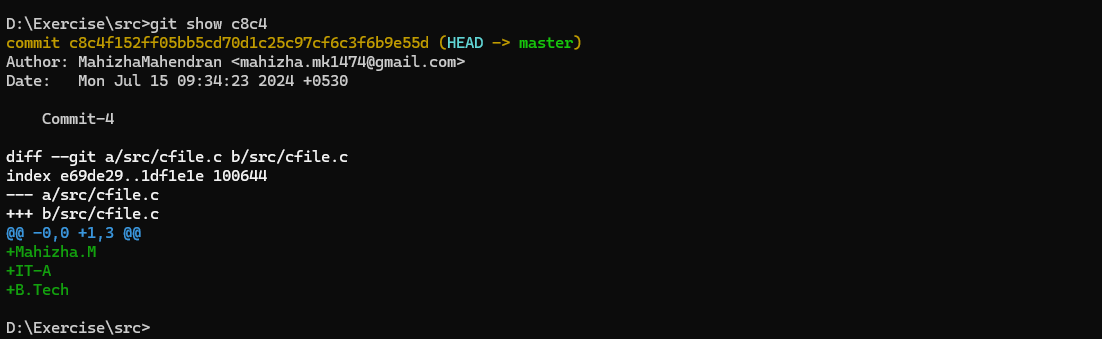 D:\Exercise\src>git show c8c4
commit c8c4f152ff05bb5cd70d1c25c97cf6c3f6b9e55d (HEAD -> master)
Author: MahizhaMahendran <mahizha.mk1474@gmail.com>
Date:   Mon Jul 15 09:34:23 2024 +0530
    Commit-4
diff --git a/src/cfile.c b/src/cfile.c
index e69de29..1df1e1e 100644
--- a/src/cfile.c
+++ b/src/cfile.c
@@ -0,0 +1,3 @@
+Mahizha.M
+IT-A
+B.Tech
D:\Exercise\src>